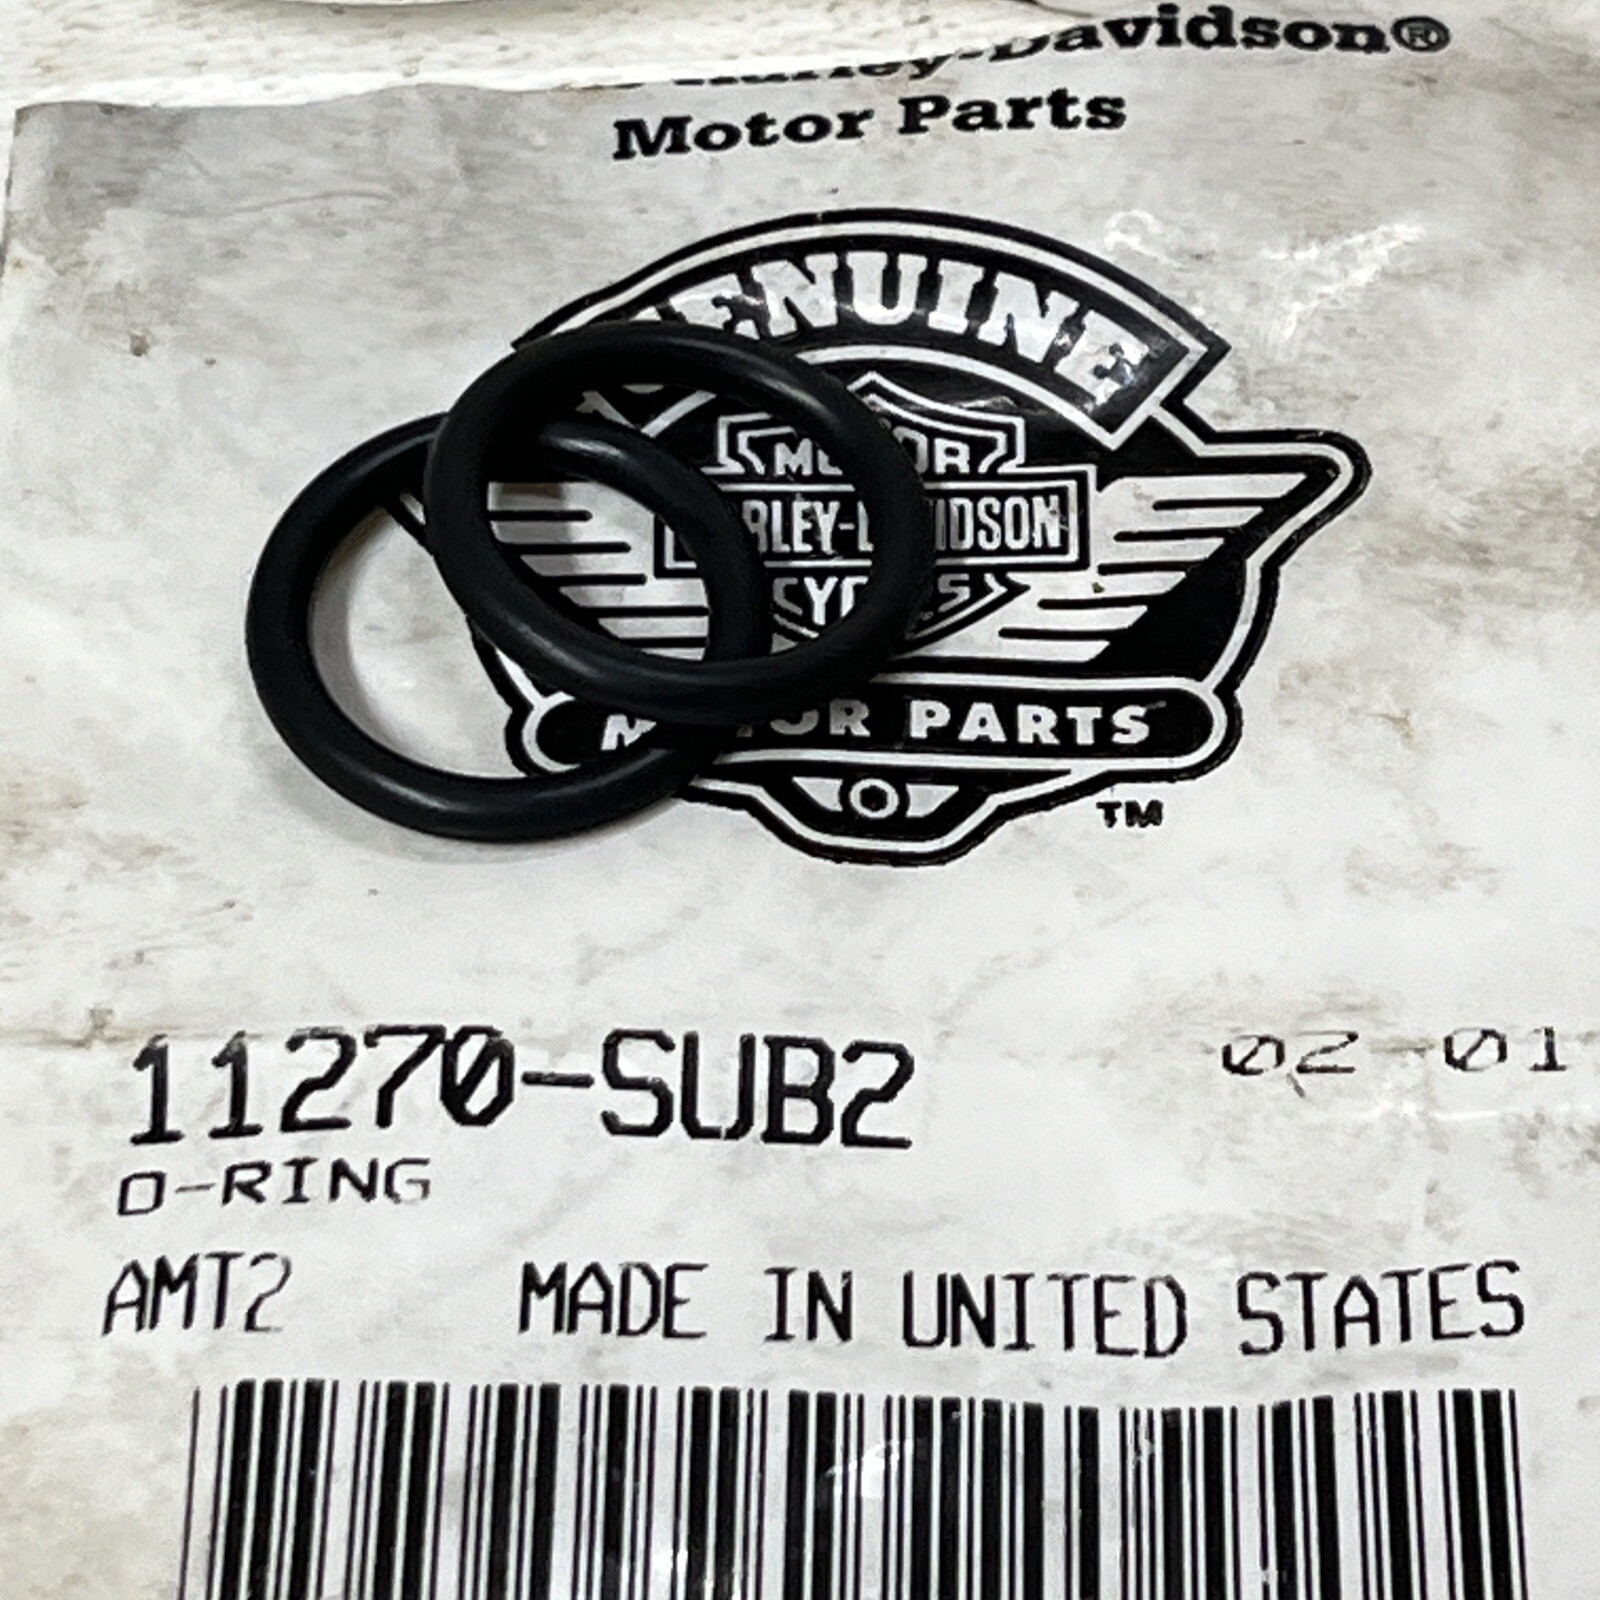 Harley-Davidson®
Motor Parts
GENUINE
MOTOR
HARLEY-DAVIDSON
CYCLES
MOTOR PARTS
TM
11270-SUB2 02-01
O-RING
AMT2 MADE IN UNITED STATES